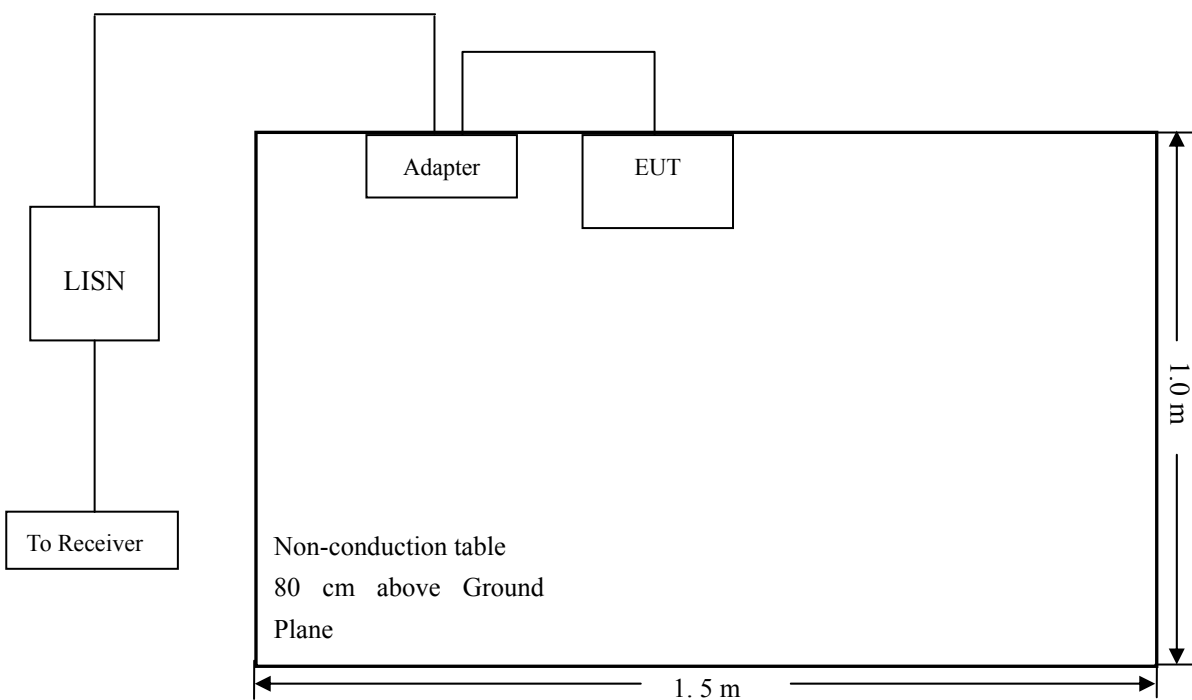 Adapter
EUT
LISN
1.0 m
To Receiver
Non-conduction table
80 cm above Ground
Plane
1. 5 m